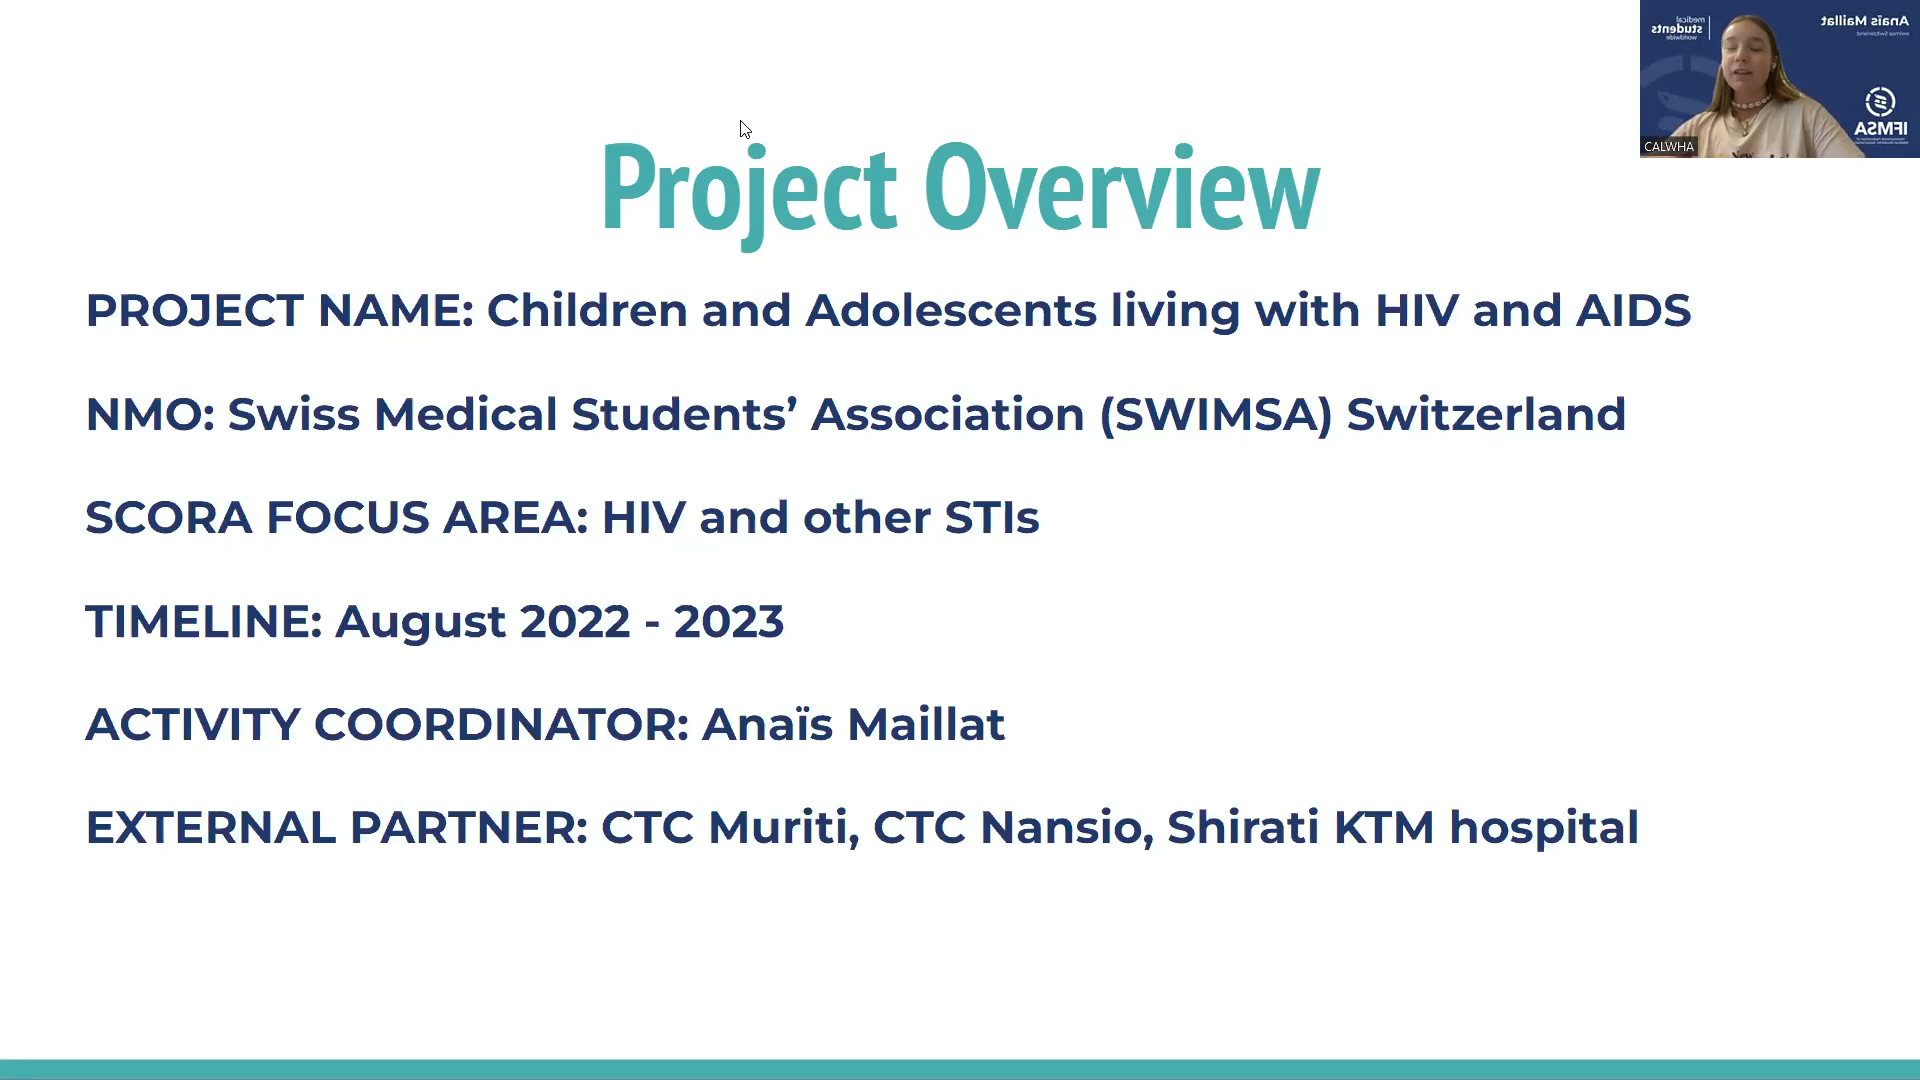 medical
students
worldwide
Anaïs Maillat
swimsa Switzerland
IFMSA
CALWHA
Project Overview
PROJECT NAME: Children and Adolescents living with HIV and AIDS
NMO: Swiss Medical Students’ Association (SWIMSA) Switzerland
SCORA FOCUS AREA: HIV and other STIs
TIMELINE: August 2022 - 2023
ACTIVITY COORDINATOR: Anaïs Maillat
EXTERNAL PARTNER: CTC Muriti, CTC Nansio, Shirati KTM hospital